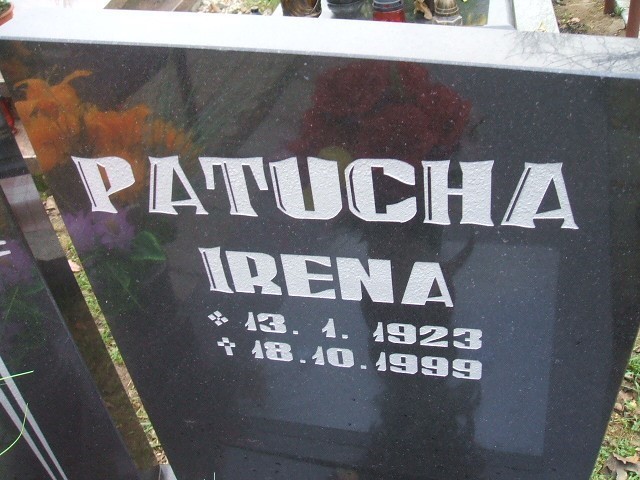 PATUCHA
IRENA
13. 1. 1923
✝ 18.10.1999